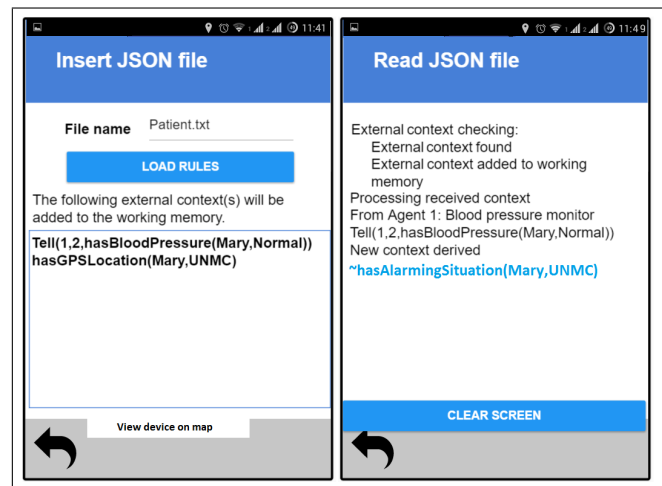 11:41
Insert JSON file
File name Patient.txt
LOAD RULES
The following external context(s) will be
added to the working memory.
Tell(1,2,hasBloodPressure(Mary,Normal))
hasGPSLocation(Mary,UNMC)
View device on map
11:49
Read JSON file
External context checking:
External context found
External context added to working
memory
Processing received context
From Agent 1: Blood pressure monitor
Tell(1,2,hasBloodPressure(Mary,Normal))
New context derived
~hasAlarmingSituation(Mary,UNMC)
CLEAR SCREEN